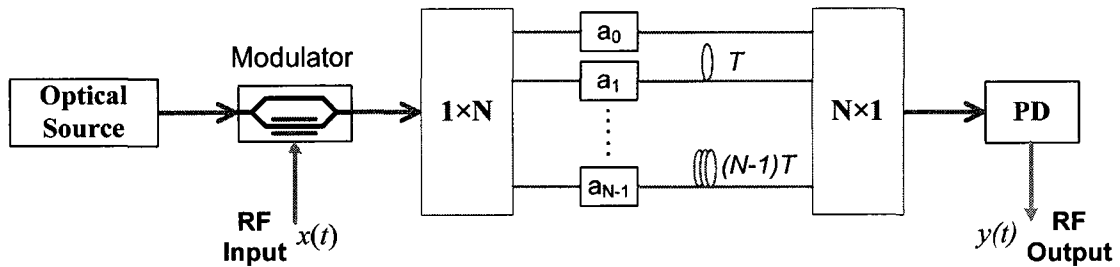 Optical
Source
Modulator
RF
Input
x(t)
1×N
a₀
a₁
T
a_N-1
(N-1)T
N×1
PD
y(t)
RF
Output